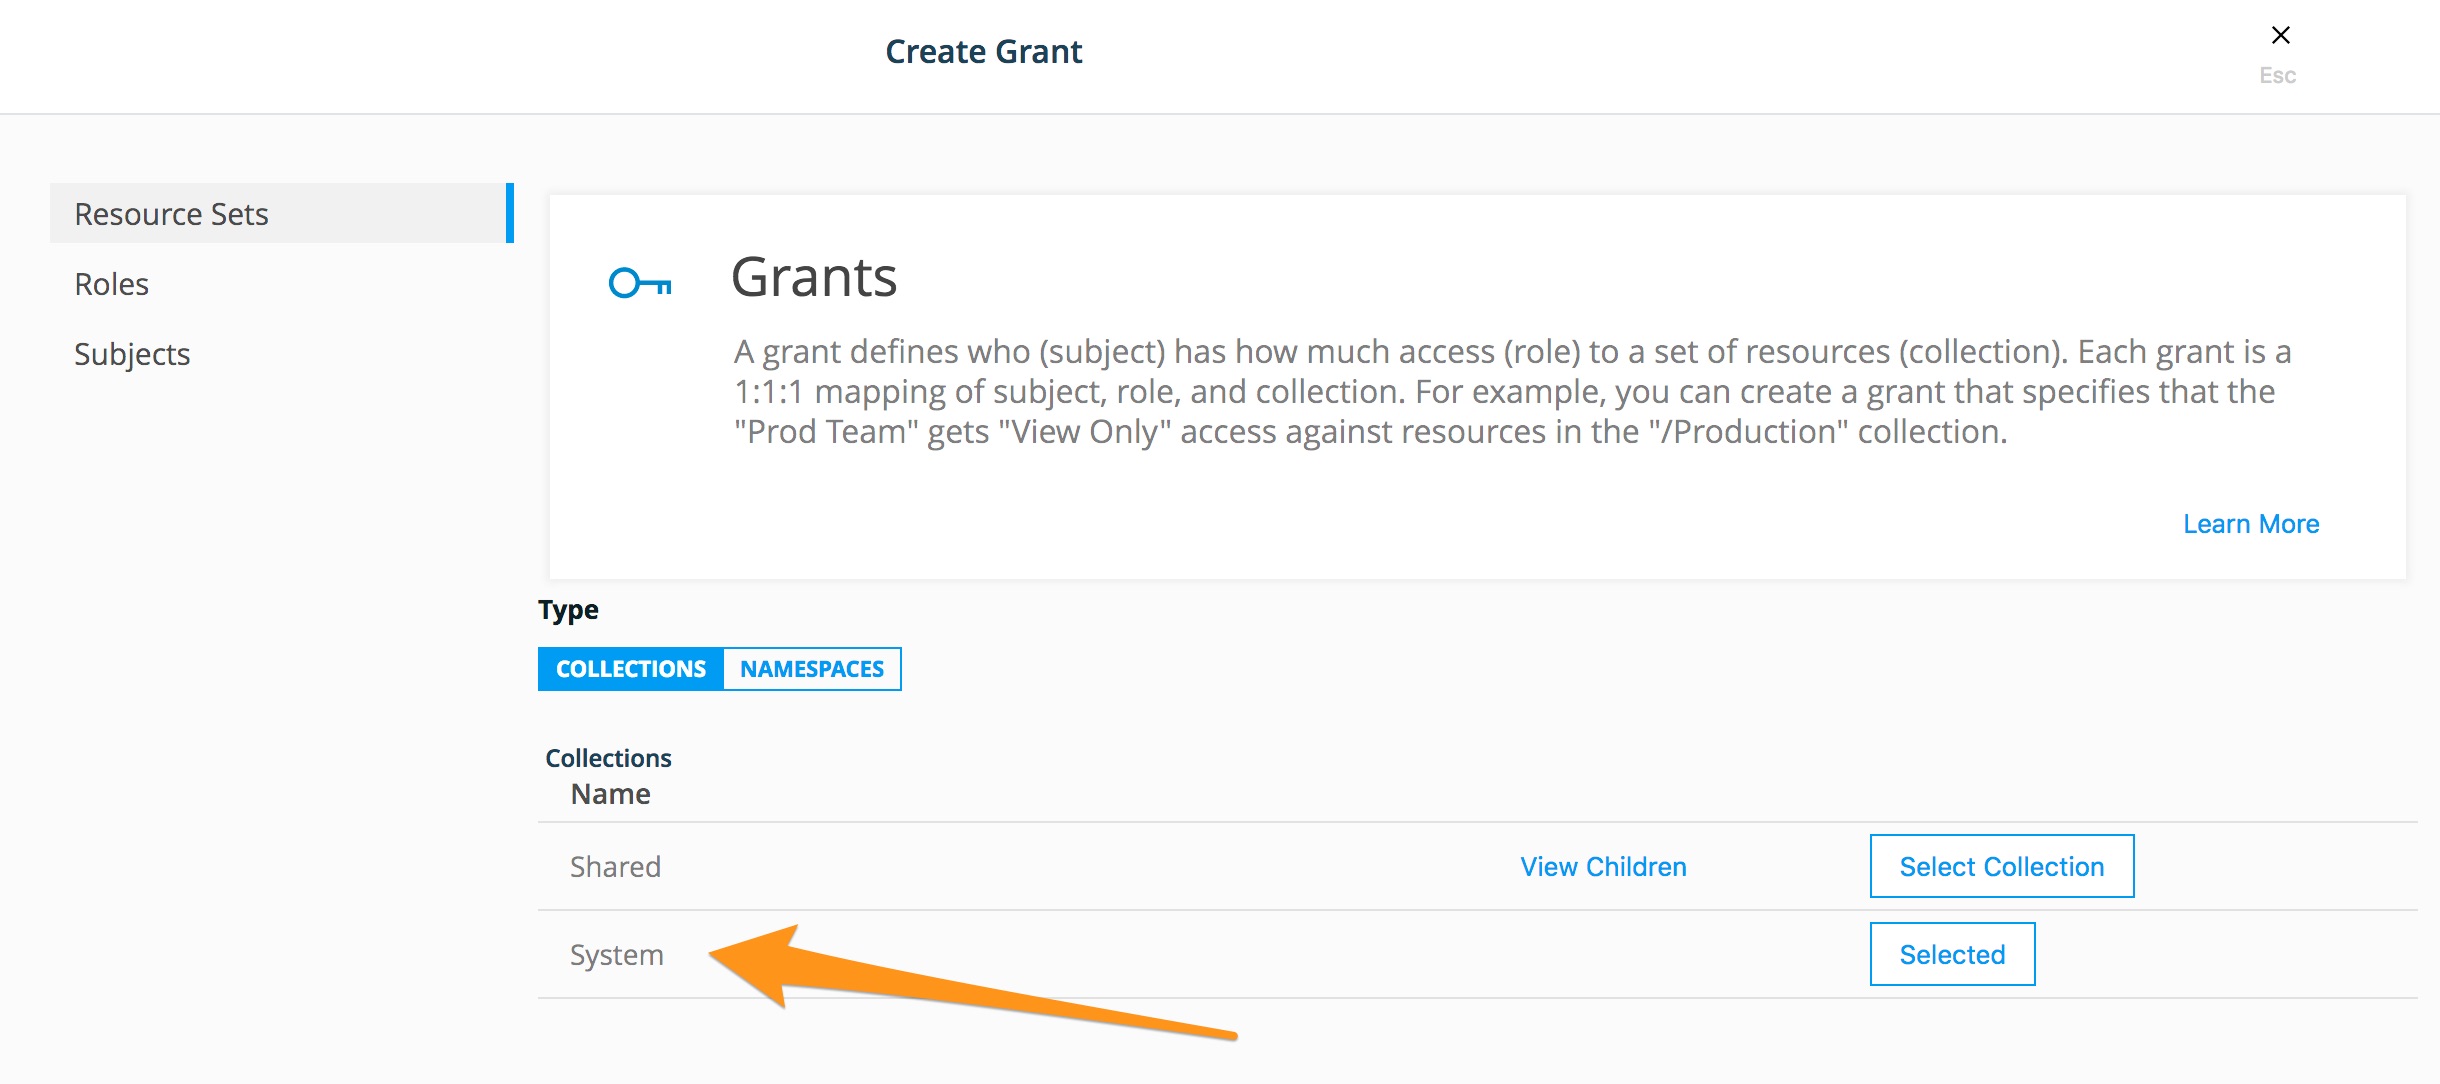 Create Grant
Esc
Resource Sets
Roles
Subjects
Grants
A grant defines who (subject) has how much access (role) to a set of resources (collection). Each grant is a
1:1:1 mapping of subject, role, and collection. For example, you can create a grant that specifies that the
"Prod Team" gets "View Only" access against resources in the "/Production" collection.
Learn More
Type
COLLECTIONS NAMESPACES
Collections
Name
Shared View Children Select Collection
System Selected